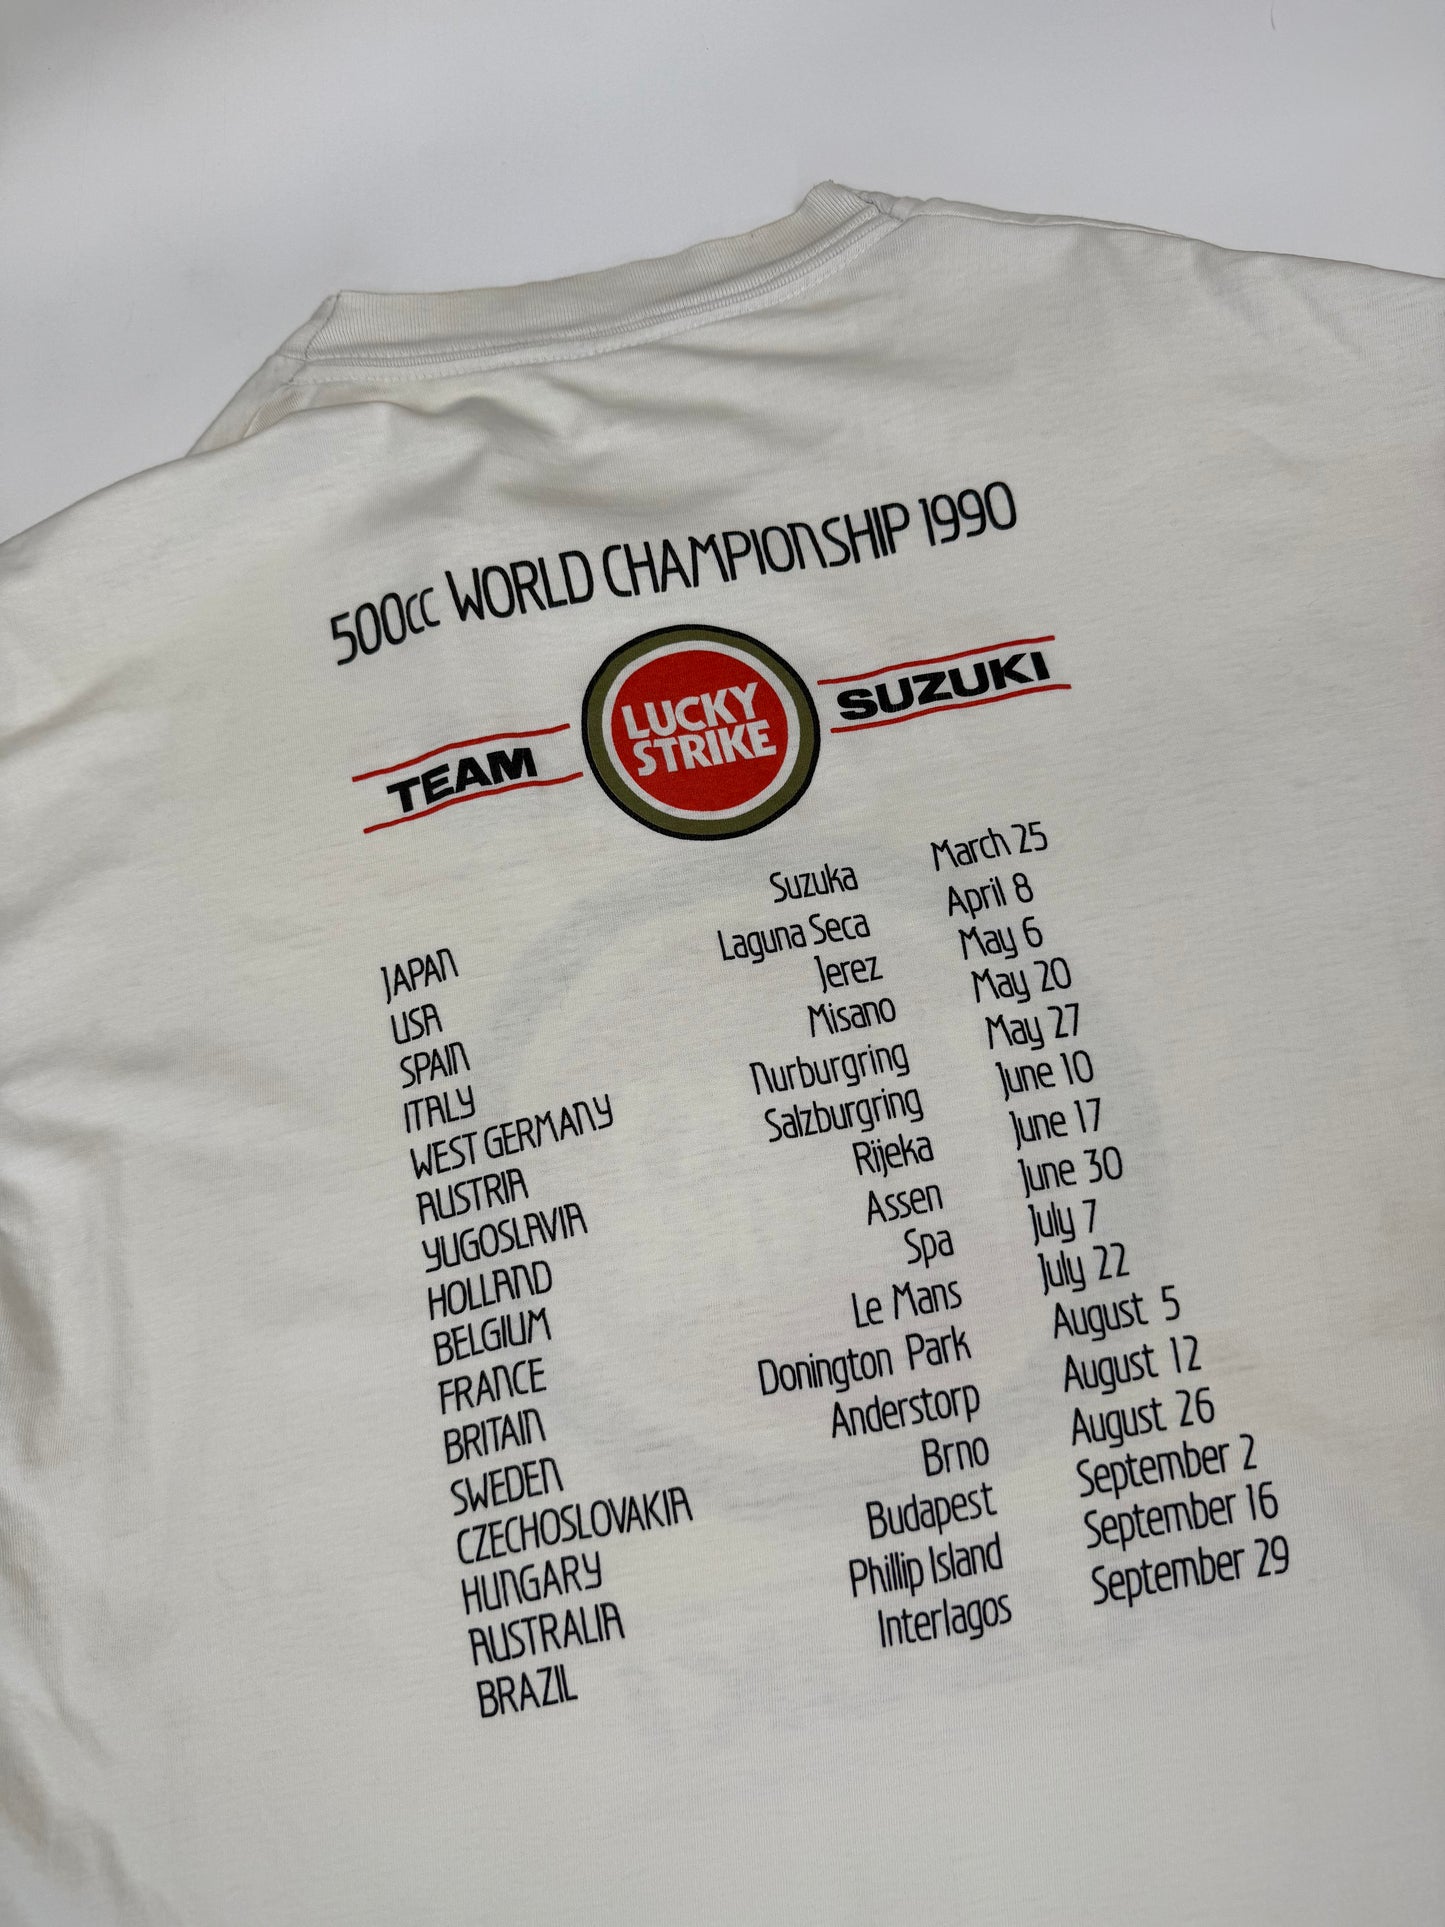 500cc WORLD CHAMPIONSHIP 1990
TEAM LUCKY STRIKE SUZUKI
JAPAN Suzuka March 25
USA Laguna Seca April 8
SPAIN Jerez May 6
ITALY Misano May 20
WEST GERMANY Nurburgring May 27
AUSTRIA Salzburgring June 10
YUGOSLAVIA Rijeka June 17
HOLLAND Assen June 30
BELGIUM Spa July 7
FRANCE Le Mans July 22
BRITAIN Donington Park August 5
SWEDEN Anderstorp August 12
CZECHOSLOVAKIA Brno August 26
HUNGARY Budapest September 2
AUSTRALIA Phillip Island September 16
BRAZIL Interlagos September 29